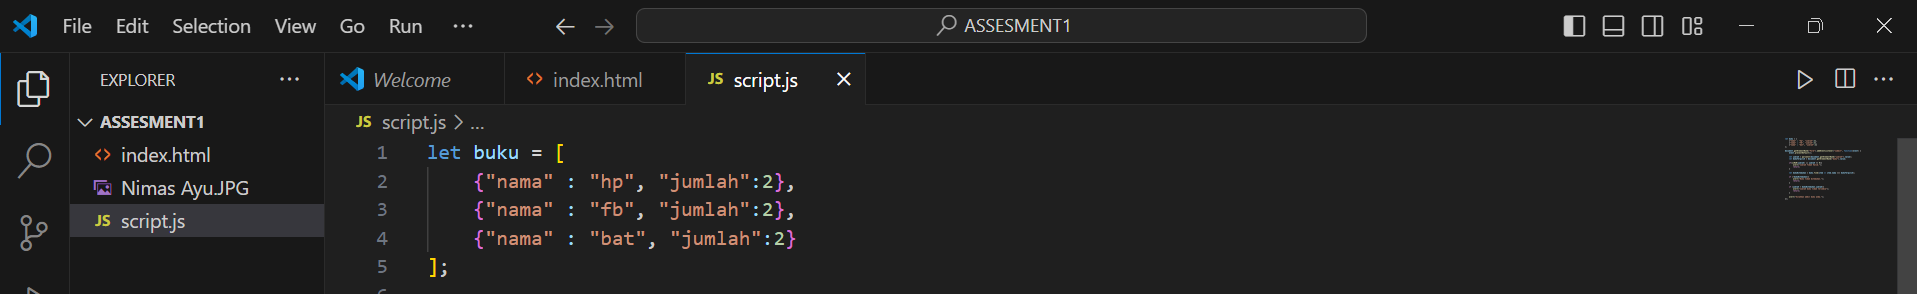 File Edit Selection View Go Run ···
ASSESMENT1
EXPLORER ···
Welcome
<> index.html
JS script.js
ASSESMENT1
<> index.html
Nimas Ayu.JPG
JS script.js
JS script.js > ...
1 let buku = [
2 {"nama" : "hp", "jumlah":2},
3 {"nama" : "fb", "jumlah":2},
4 {"nama" : "bat", "jumlah":2}
5 ];